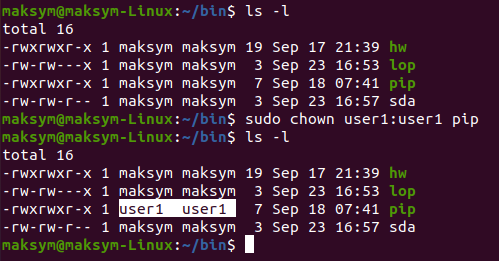 maksym@maksym-Linux:~/bin$ ls -l
total 16
-rwxrwxr-x 1 maksym maksym 19 Sep 17 21:39 hw
-rw-rw---x 1 maksym maksym  3 Sep 23 16:53 lop
-rwxrwxr-x 1 maksym maksym  7 Sep 18 07:41 pip
-rw-rw-r-- 1 maksym maksym  3 Sep 23 16:57 sda
maksym@maksym-Linux:~/bin$ sudo chown user1:user1 pip
maksym@maksym-Linux:~/bin$ ls -l
total 16
-rwxrwxr-x 1 maksym maksym 19 Sep 17 21:39 hw
-rw-rw---x 1 maksym maksym  3 Sep 23 16:53 lop
-rwxrwxr-x 1 user1  user1   7 Sep 18 07:41 pip
-rw-rw-r-- 1 maksym maksym  3 Sep 23 16:57 sda
maksym@maksym-Linux:~/bin$